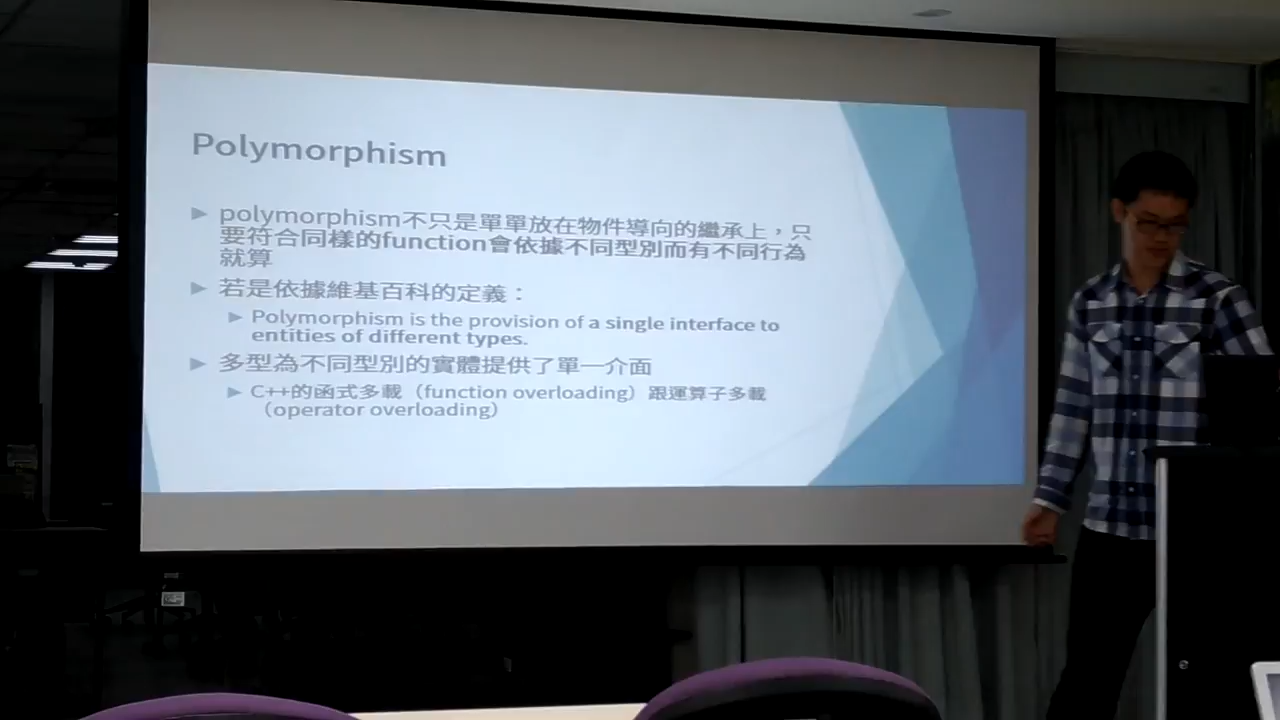 Polymorphism
polymorphism不只是單單放在物件導向的繼承上，只
要符合同樣的function會依據不同型別而有不同行為
就算
若是依據維基百科的定義：
Polymorphism is the provision of a single interface to
entities of different types.
多型為不同型別的實體提供了單一介面
C++的函式多載（function overloading）跟運算子多載
（operator overloading）